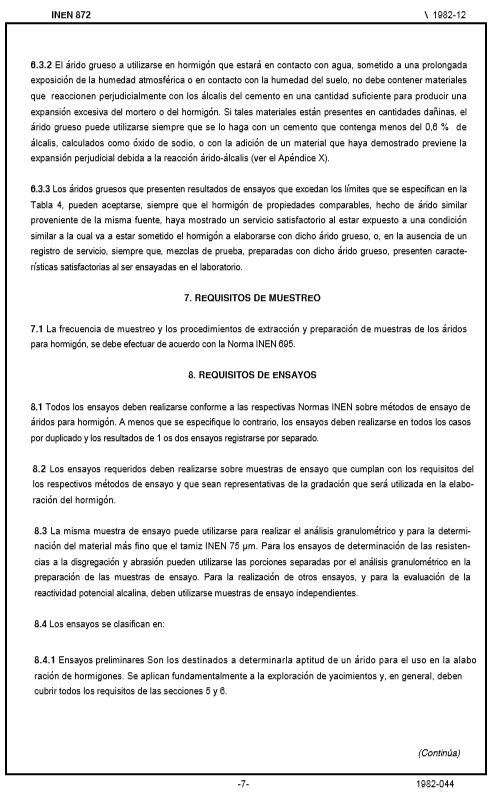 INEN 872 \ 1982-12
6.3.2 El árido grueso a utilizarse en hormigón que estará en contacto con agua, sometido a una prolongada
exposición de la humedad atmosférica o en contacto con la humedad del suelo, no debe contener materiales
que reaccionen perjudicialmente con los álcalis del cemento en una cantidad suficiente para producir una
expansión excesiva del mortero o del hormigón. Si tales materiales están presentes en cantidades dañinas, el
árido grueso puede utilizarse siempre que se lo haga con un cemento que contenga menos del 0,6 % de
álcalis, calculados como óxido de sodio, o con la adición de un material que haya demostrado previene la
expansión perjudicial debida a la reacción árido-álcalis (ver el Apéndice X).
6.3.3 Los áridos gruesos que presenten resultados de ensayos que excedan los límites que se especifican en la
Tabla 4, pueden aceptarse, siempre que el hormigón de propiedades comparables, hecho de árido similar
proveniente de la misma fuente, haya mostrado un servicio satisfactorio al estar expuesto a una condición
similar a la cual va a estar sometido el hormigón a elaborarse con dicho árido grueso, o, en la ausencia de un
registro de servicio, siempre que, mezclas de prueba, preparadas con dicho árido grueso, presenten caracte-
rísticas satisfactorias al ser ensayadas en el laboratorio.
7. REQUISITOS DE MUESTREO
7.1 La frecuencia de muestreo y los procedimientos de extracción y preparación de muestras de los áridos
para hormigón, se debe efectuar de acuerdo con la Norma INEN 695.
8. REQUISITOS DE ENSAYOS
8.1 Todos los ensayos deben realizarse conforme a las respectivas Normas INEN sobre métodos de ensayo de
áridos para hormigón. A menos que se especifique lo contrario, los ensayos deben realizarse en todos los casos
por duplicado y los resultados de 1 os dos ensayos registrarse por separado.
8.2 Los ensayos requeridos deben realizarse sobre muestras de ensayo que cumplan con los requisitos del
los respectivos métodos de ensayo y que sean representativas de la gradación que será utilizada en la elabo-
ración del hormigón.
8.3 La misma muestra de ensayo puede utilizarse para realizar el análisis granulométrico y para la determi-
nación del material más fino que el tamiz INEN 75 µm. Para los ensayos de determinación de las resisten-
cias a la disgregación y abrasión pueden utilizarse las porciones separadas por el análisis granulométrico en la
preparación de las muestras de ensayo. Para la realización de otros ensayos, y para la evaluación de la
reactividad potencial alcalina, deben utilizarse muestras de ensayo independientes.
8.4 Los ensayos se clasifican en:
8.4.1 Ensayos preliminares Son los destinados a determinarla aptitud de un árido para el uso en la alabo
ración de hormigones. Se aplican fundamentalmente a la exploración de yacimientos y, en general, deben
cubrir todos los requisitos de las secciones 5 y 6.
(Continúa)
-7- 1982-044